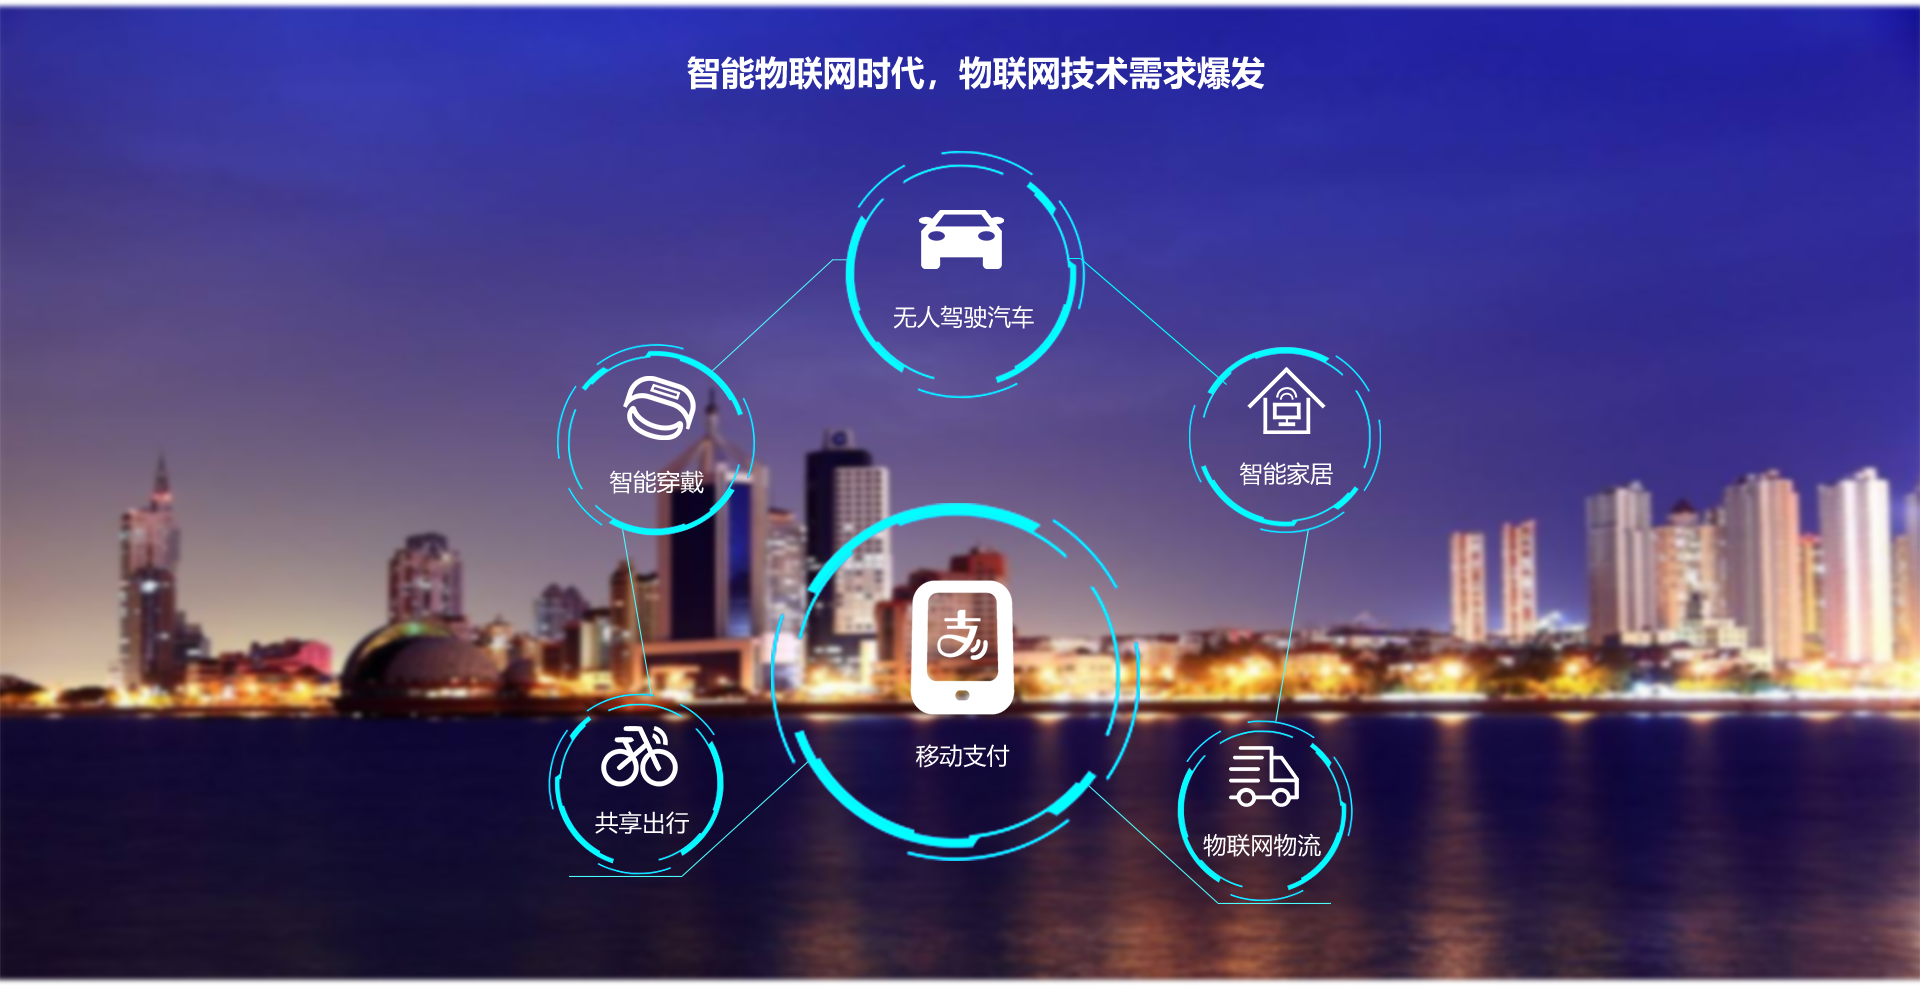 智能物联网时代，物联网技术需求爆发
无人驾驶汽车
智能穿戴
智能家居
移动支付
共享出行
物联网物流